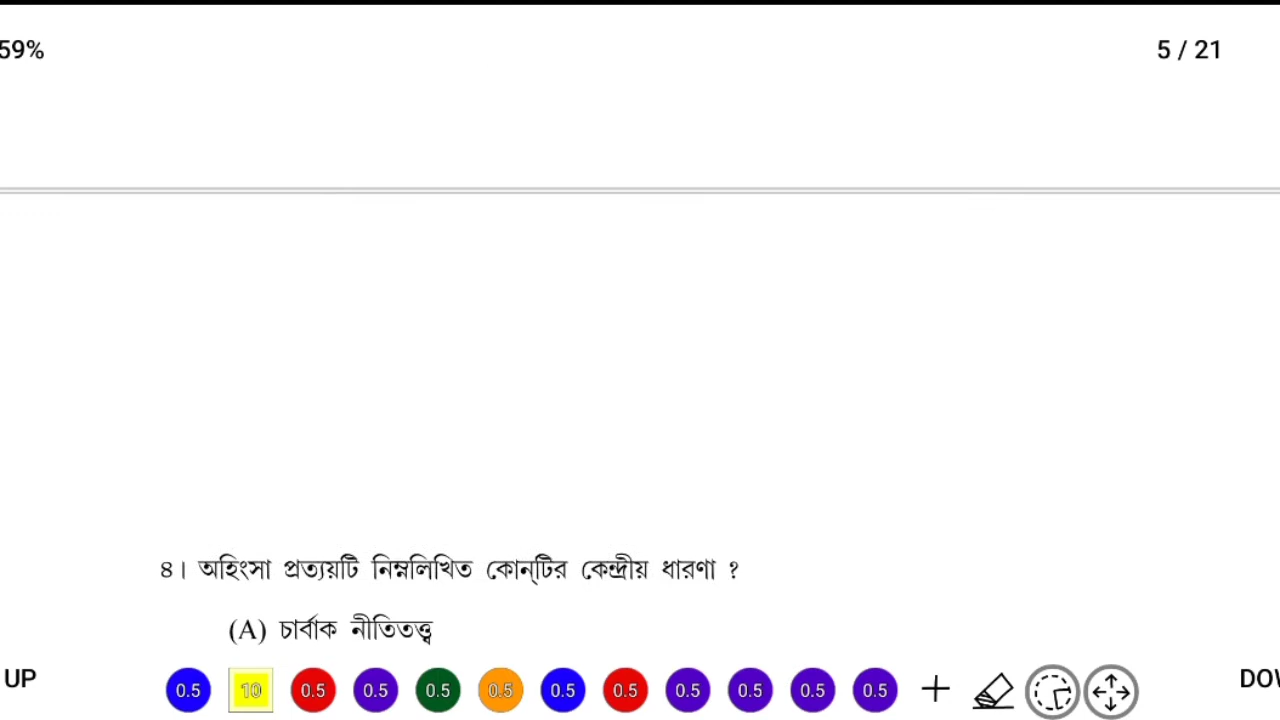 59%
5 / 21
৪। অহিংসা প্রত্যয়টি নিম্নলিখিত কোন্‌টির কেন্দ্রীয় ধারণা ?
(A) চার্বাক নীতিতত্ত্ব
UP
0.5 10 0.5 0.5 0.5 0.5 0.5 0.5 0.5 0.5 0.5 0.5